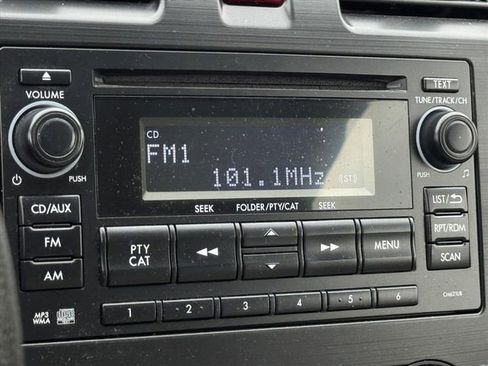 TEXT
VOLUME
TUNE/TRACK/CH
CD
FM1
101.1MHz (ST)
PUSH
PUSH
CD/AUX
SEEK FOLDER/PTY/CAT SEEK
LIST/
FM
PTY
CAT
MENU
RPT/RDM
AM
SCAN
MP3
WMA
1 2 3 4 5 6